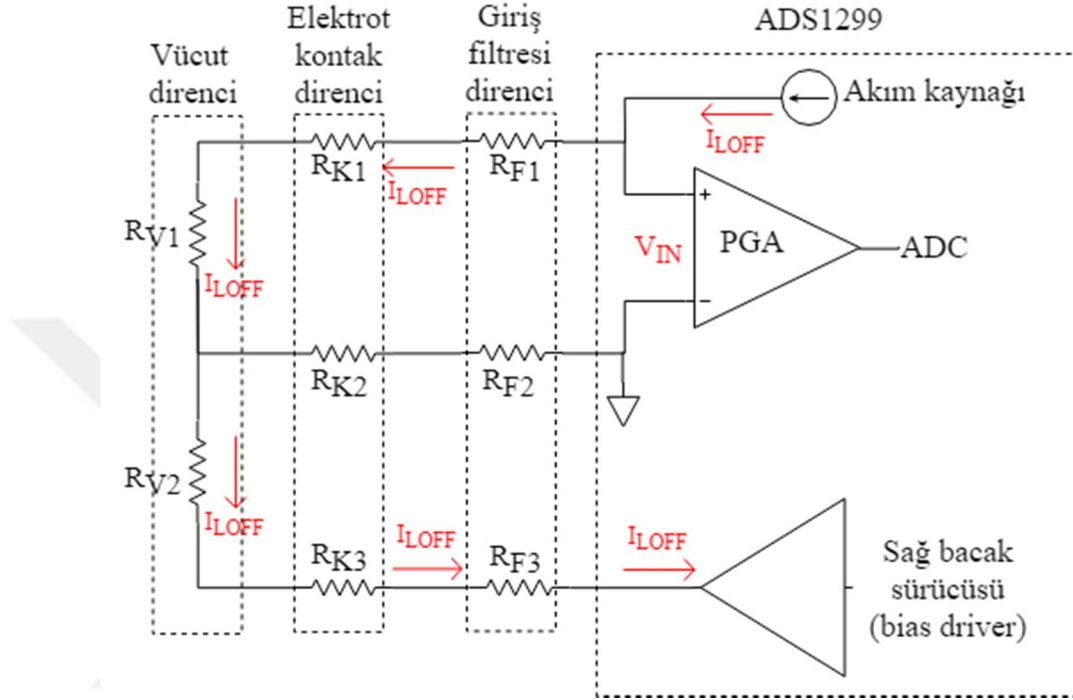 Vücut
direnci
Elektrot
kontak
direnci
Giriş
filtresi
direnci
ADS1299
Akım kaynağı
I_LOFF
R_K1
R_F1
I_LOFF
R_V1
I_LOFF
V_IN
+
PGA
−
ADC
R_K2
R_F2
R_V2
I_LOFF
R_K3
I_LOFF
R_F3
I_LOFF
Sağ bacak
sürücüsü
(bias driver)